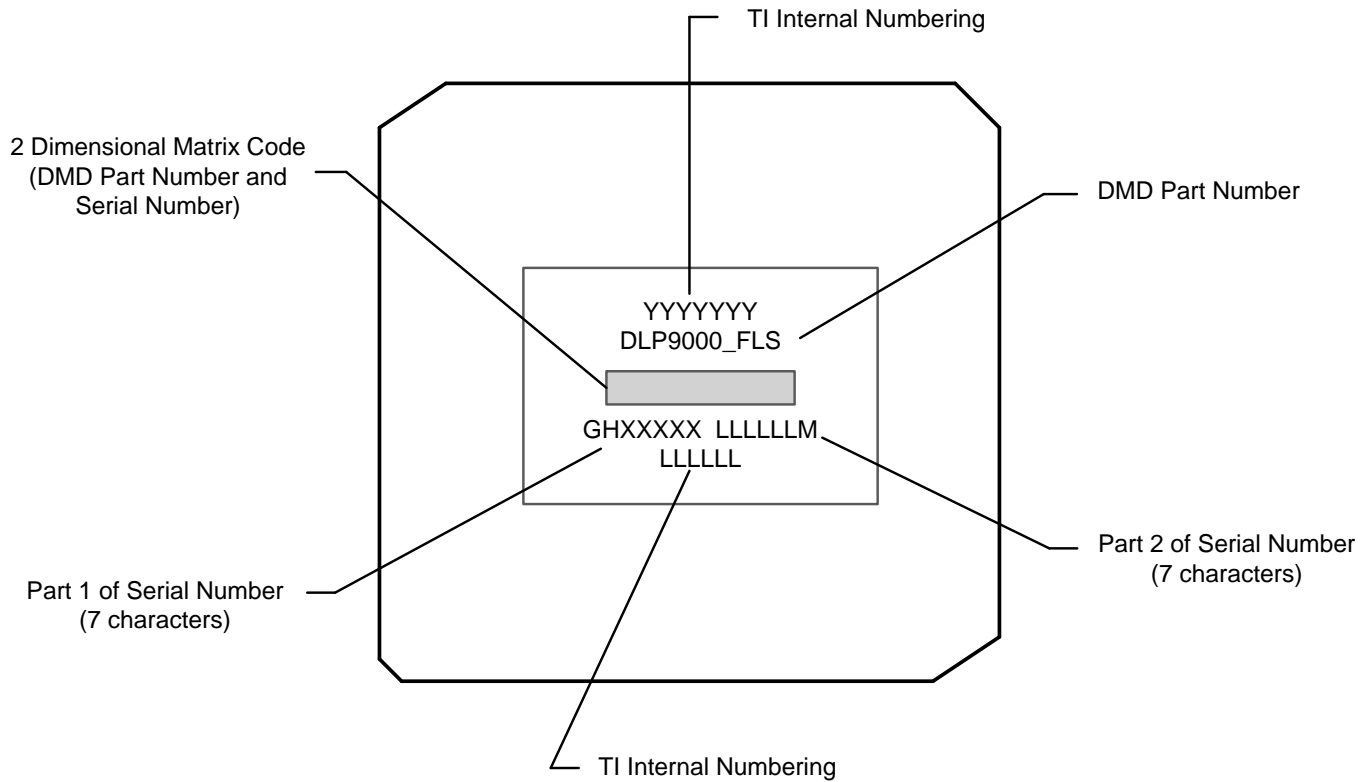 TI Internal Numbering
2 Dimensional Matrix Code
(DMD Part Number and
Serial Number)
DMD Part Number
YYYYYYY
DLP9000_FLS
GHXXXXX LLLLLLM
LLLLLL
Part 1 of Serial Number
(7 characters)
Part 2 of Serial Number
(7 characters)
TI Internal Numbering